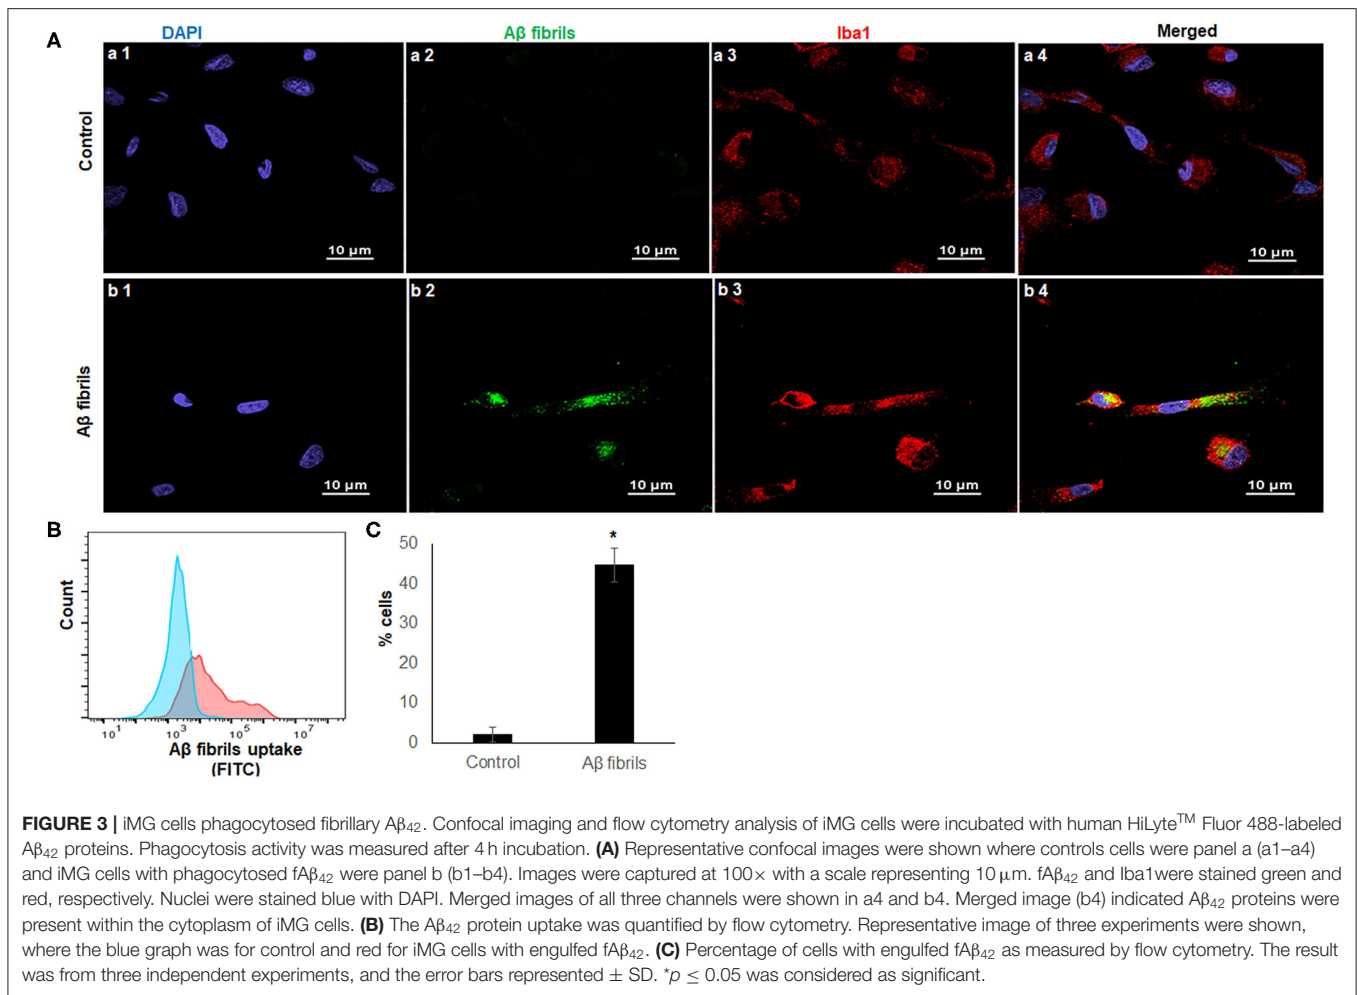 A
DAPI
Aβ fibrils
Iba1
Merged
Control
a 1
a 2
a 3
a 4
10 µm
10 µm
10 µm
10 µm
Aβ fibrils
b 1
b 2
b 3
b 4
10 µm
10 µm
10 µm
10 µm
B
Count
10¹ 10³ 10⁵ 10⁷
Aβ fibrils uptake
(FITC)
C
% cells
50
40
30
20
10
0
*
Control
Aβ fibrils
FIGURE 3 | iMG cells phagocytosed fibrillary Aβ₄₂. Confocal imaging and flow cytometry analysis of iMG cells were incubated with human HiLyte™ Fluor 488-labeled
Aβ₄₂ proteins. Phagocytosis activity was measured after 4 h incubation. (A) Representative confocal images were shown where controls cells were panel a (a1–a4)
and iMG cells with phagocytosed fAβ₄₂ were panel b (b1–b4). Images were captured at 100× with a scale representing 10 µm. fAβ₄₂ and Iba1were stained green and
red, respectively. Nuclei were stained blue with DAPI. Merged images of all three channels were shown in a4 and b4. Merged image (b4) indicated Aβ₄₂ proteins were
present within the cytoplasm of iMG cells. (B) The Aβ₄₂ protein uptake was quantified by flow cytometry. Representative image of three experiments were shown,
where the blue graph was for control and red for iMG cells with engulfed fAβ₄₂. (C) Percentage of cells with engulfed fAβ₄₂ as measured by flow cytometry. The result
was from three independent experiments, and the error bars represented ± SD. *p ≤ 0.05 was considered as significant.